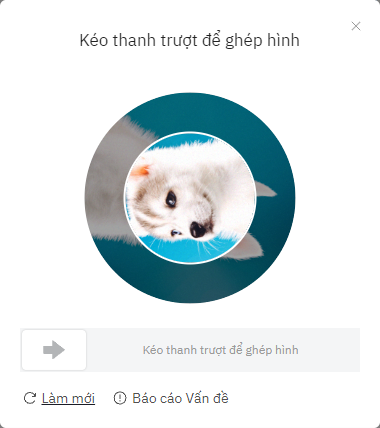 Kéo thanh trượt để ghép hình
Kéo thanh trượt để ghép hình
Làm mới
Báo cáo Vấn đề